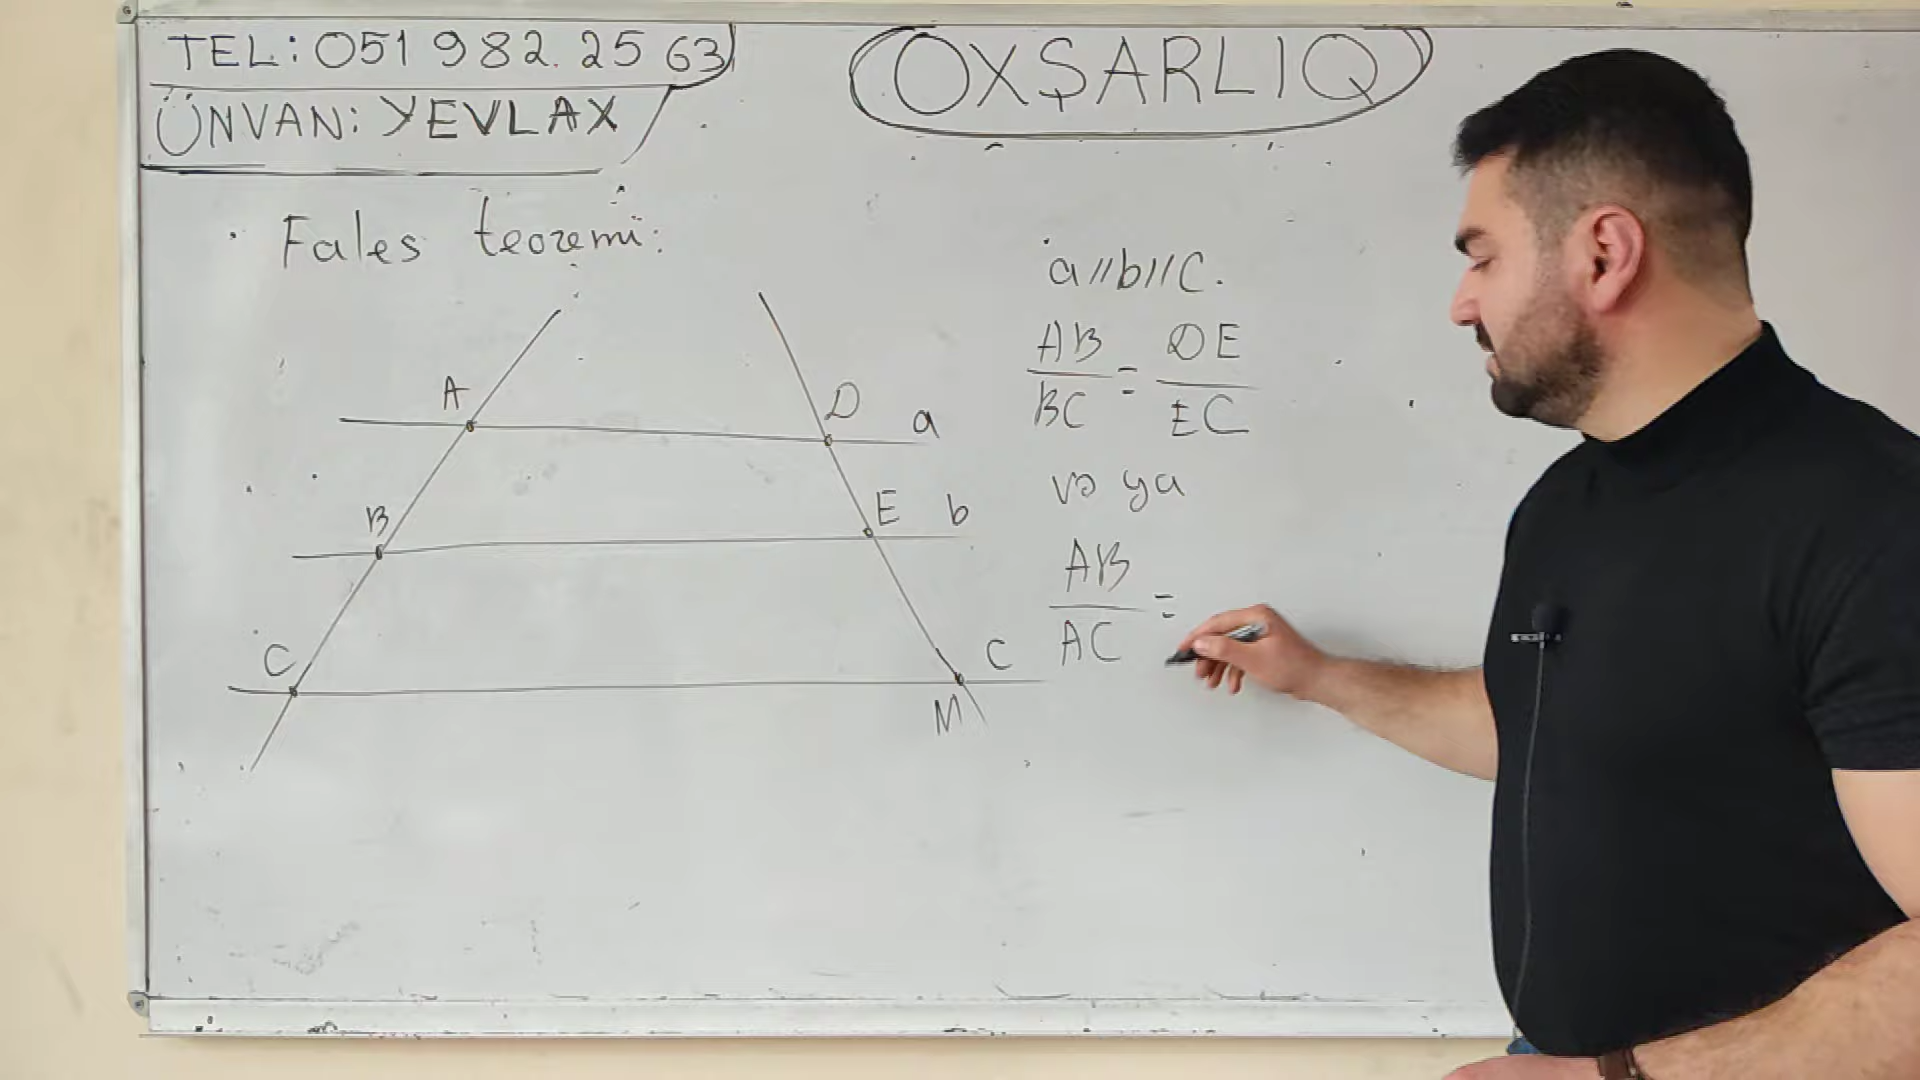 TEL: 051 982 25 63
ÜNVAN: YEVLAX
OXŞARLIQ
Fales teoremi:
A
D
a
B
E
b
C
C
M
a//b//C.
AB/BC = DE/EC
və ya
AB/AC =